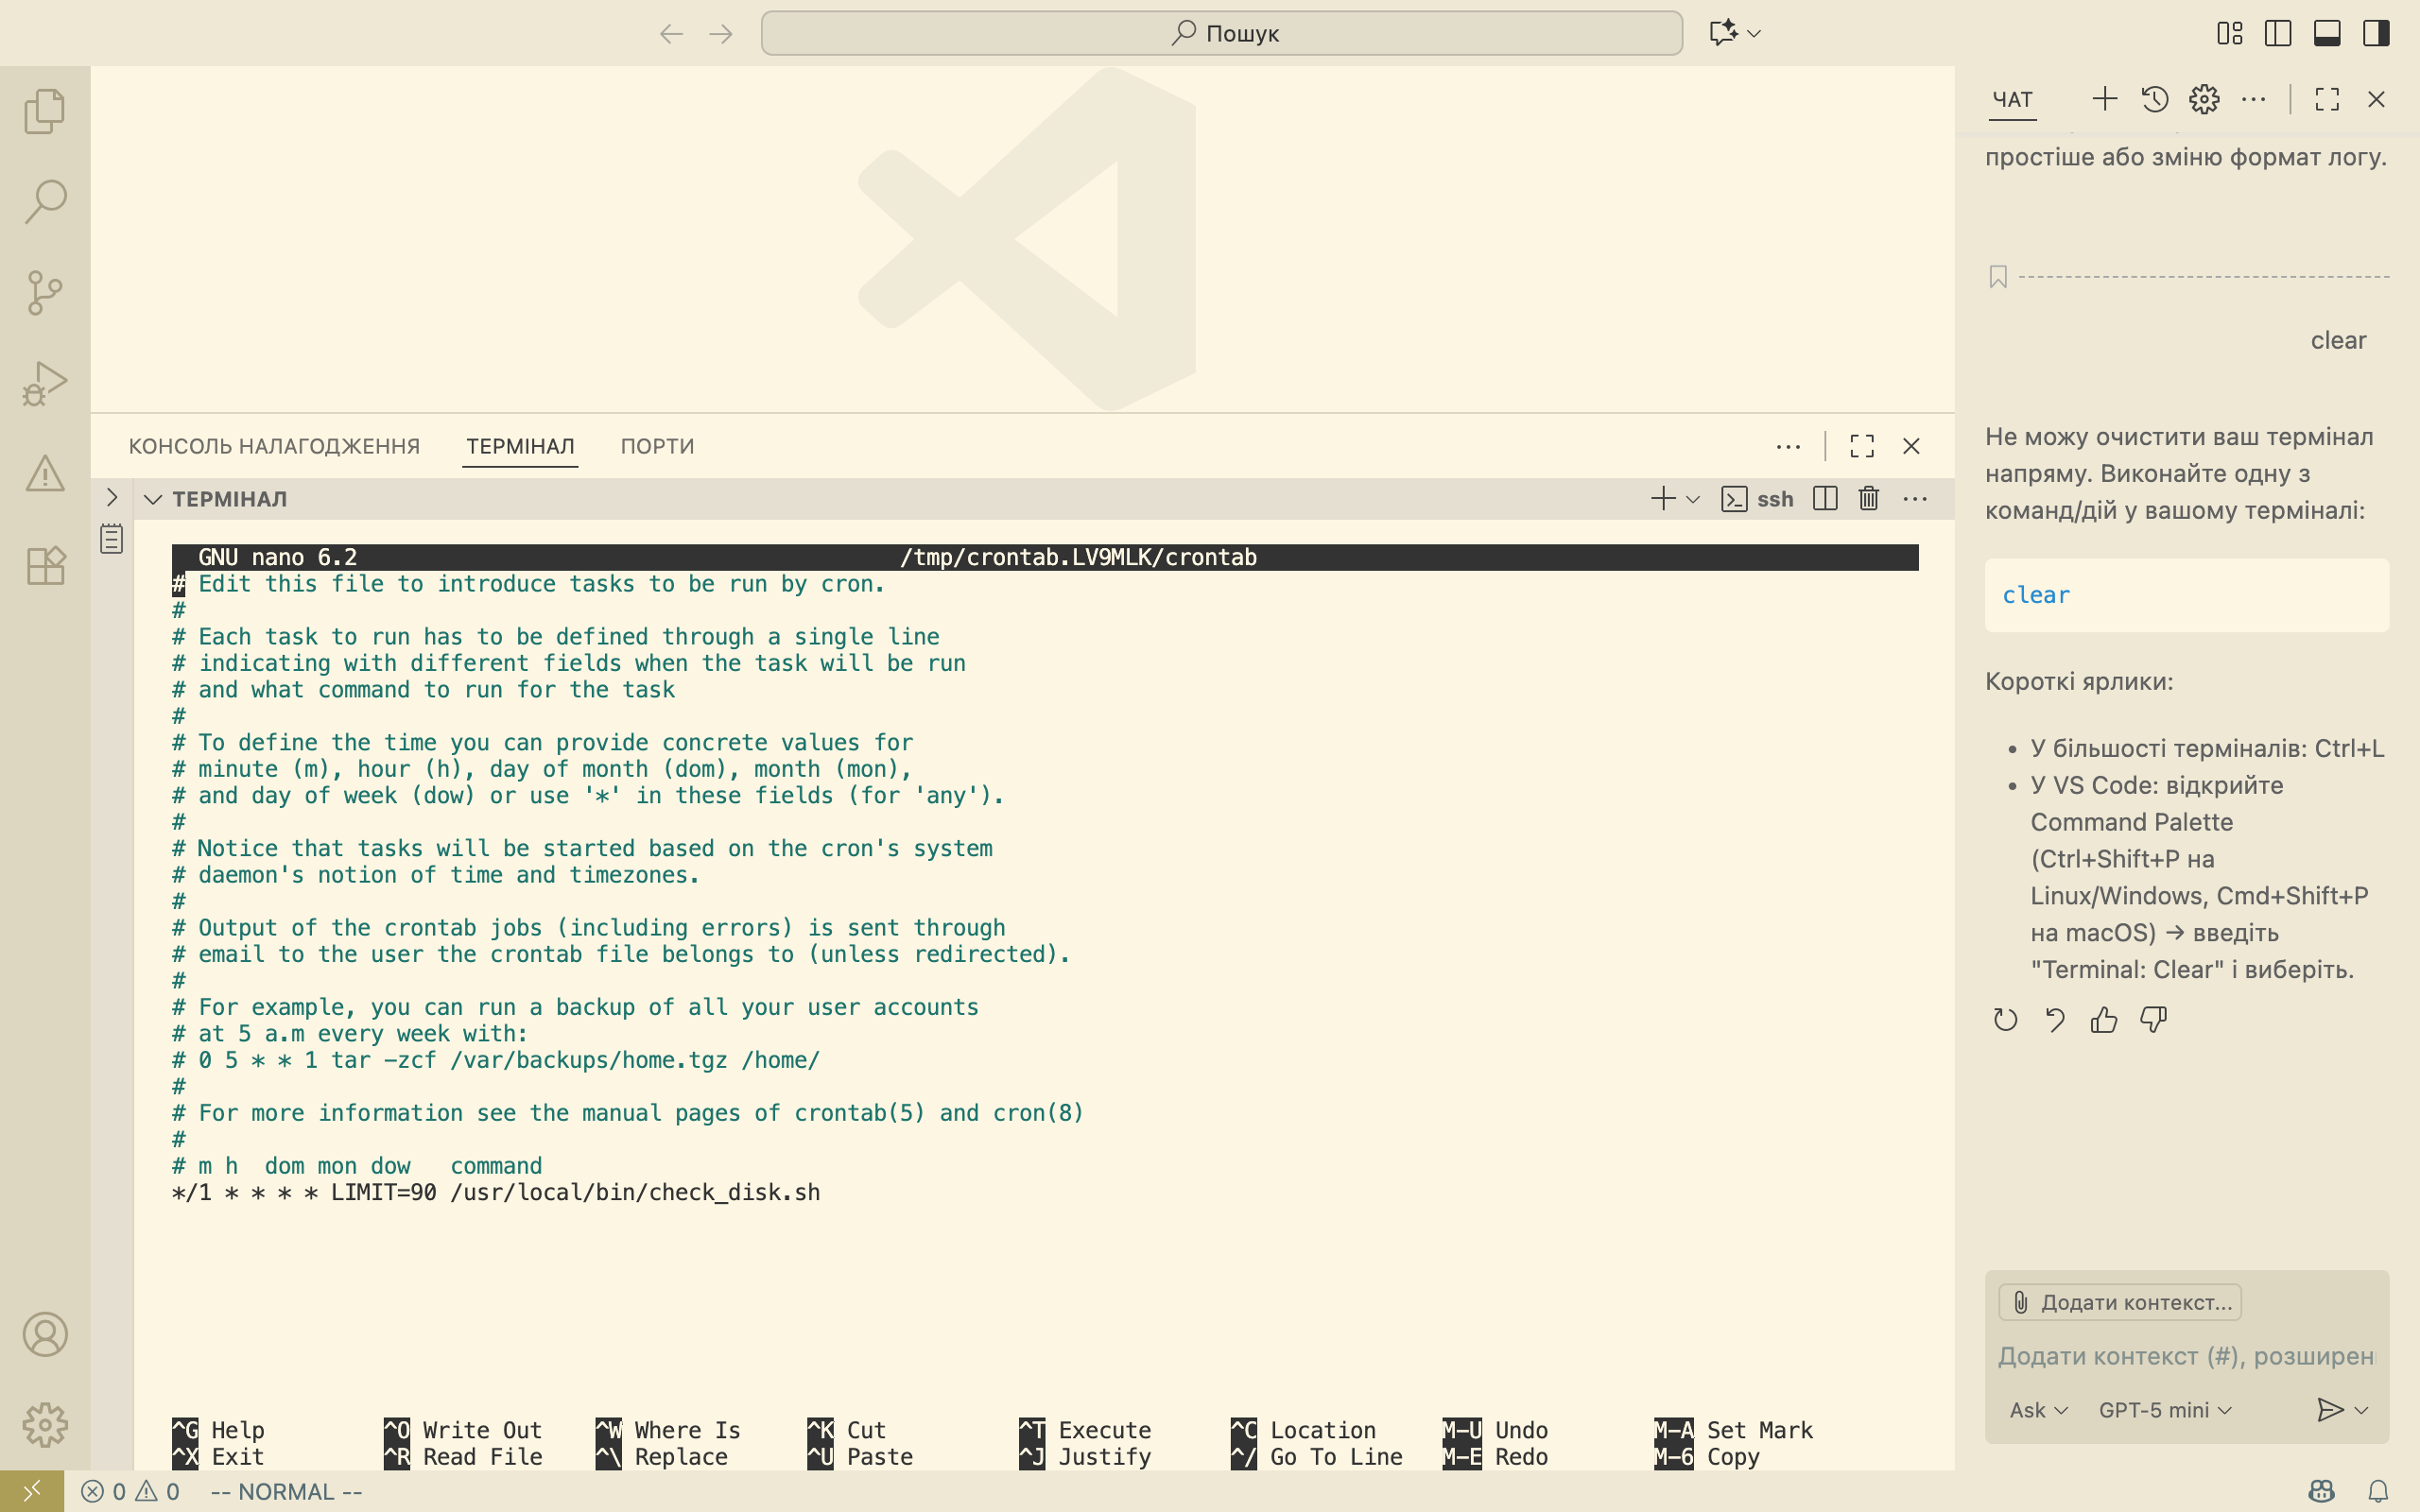 Пошук
КОНСОЛЬ НАЛАГОДЖЕННЯ ТЕРМІНАЛ ПОРТИ
ТЕРМІНАЛ
ssh
GNU nano 6.2 /tmp/crontab.LV9MLK/crontab
# Edit this file to introduce tasks to be run by cron.
#
# Each task to run has to be defined through a single line
# indicating with different fields when the task will be run
# and what command to run for the task
#
# To define the time you can provide concrete values for
# minute (m), hour (h), day of month (dom), month (mon),
# and day of week (dow) or use '*' in these fields (for 'any').
#
# Notice that tasks will be started based on the cron's system
# daemon's notion of time and timezones.
#
# Output of the crontab jobs (including errors) is sent through
# email to the user the crontab file belongs to (unless redirected).
#
# For example, you can run a backup of all your user accounts
# at 5 a.m every week with:
# 0 5 * * 1 tar -zcf /var/backups/home.tgz /home/
#
# For more information see the manual pages of crontab(5) and cron(8)
#
# m h  dom mon dow   command
*/1 * * * * LIMIT=90 /usr/local/bin/check_disk.sh
^G Help ^O Write Out ^W Where Is ^K Cut ^T Execute ^C Location M-U Undo M-A Set Mark
^X Exit ^R Read File ^\ Replace ^U Paste ^J Justify ^/ Go To Line M-E Redo M-6 Copy
0 0 -- NORMAL --
ЧАТ
простіше або зміню формат логу.
clear
Не можу очистити ваш термінал
напряму. Виконайте одну з
команд/дій у вашому терміналі:
clear
Короткі ярлики:
• У більшості терміналів: Ctrl+L
• У VS Code: відкрийте
Command Palette
(Ctrl+Shift+P на
Linux/Windows, Cmd+Shift+P
на macOS) → введіть
"Terminal: Clear" і виберіть.
Додати контекст...
Додати контекст (#), розширен
Ask GPT-5 mini